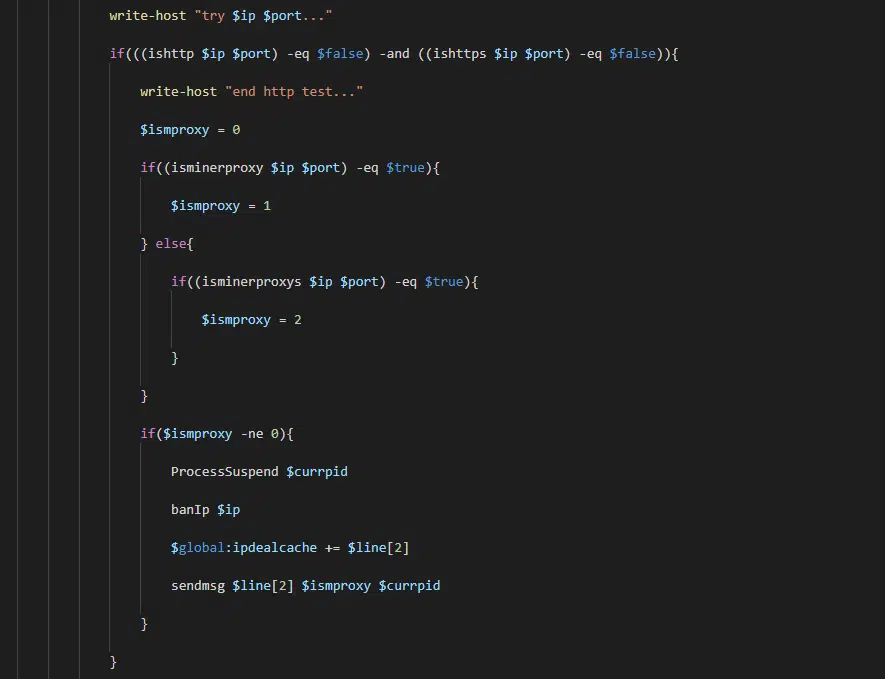 write-host "try $ip $port..."
if(((ishttp $ip $port) -eq $false) -and ((ishttps $ip $port) -eq $false)){
write-host "end http test..."
$ismproxy = 0
if((isminerproxy $ip $port) -eq $true){
$ismproxy = 1
} else{
if((isminerproxys $ip $port) -eq $true){
$ismproxy = 2
}
}
if($ismproxy -ne 0){
ProcessSuspend $currpid
banIp $ip
$global:ipdealcache += $line[2]
sendmsg $line[2] $ismproxy $currpid
}
}